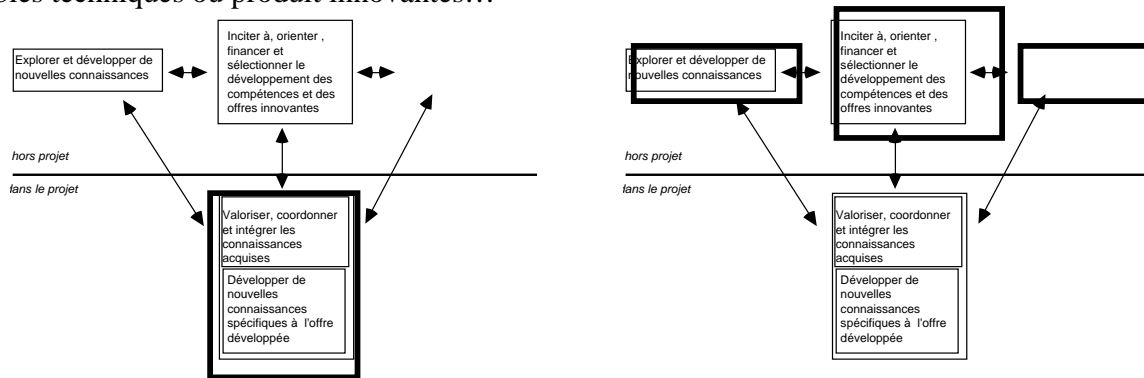 techniques ou produit innovantes…
Inciter à, orienter ,
financer et
sélectionner le
développement des
compétences et des
offres innovantes
Explorer et développer de
nouvelles connaissances
hors projet
dans le projet
Valoriser, coordonner
et intégrer les
connaissances
acquises
Développer de
nouvelles
connaissances
spécifiques à l'offre
développée
Inciter à, orienter ,
financer et
sélectionner le
développement des
compétences et des
offres innovantes
Explorer et développer de
nouvelles connaissances
hors projet
dans le projet
Valoriser, coordonner
et intégrer les
connaissances
acquises
Développer de
nouvelles
connaissances
spécifiques à l'offre
développée